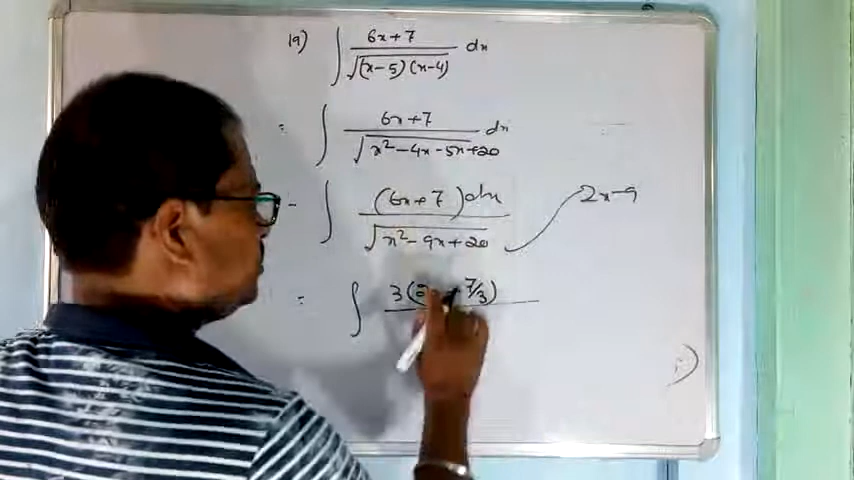 19) ∫ 6x+7 / √(x-5)(x-4) dx
= ∫ 6x+7 / √x²-4x-5x+20 dx
= ∫ (6x+7)dx / √x²-9x+20 2x-9
= ∫ 3(2 + 7/3)